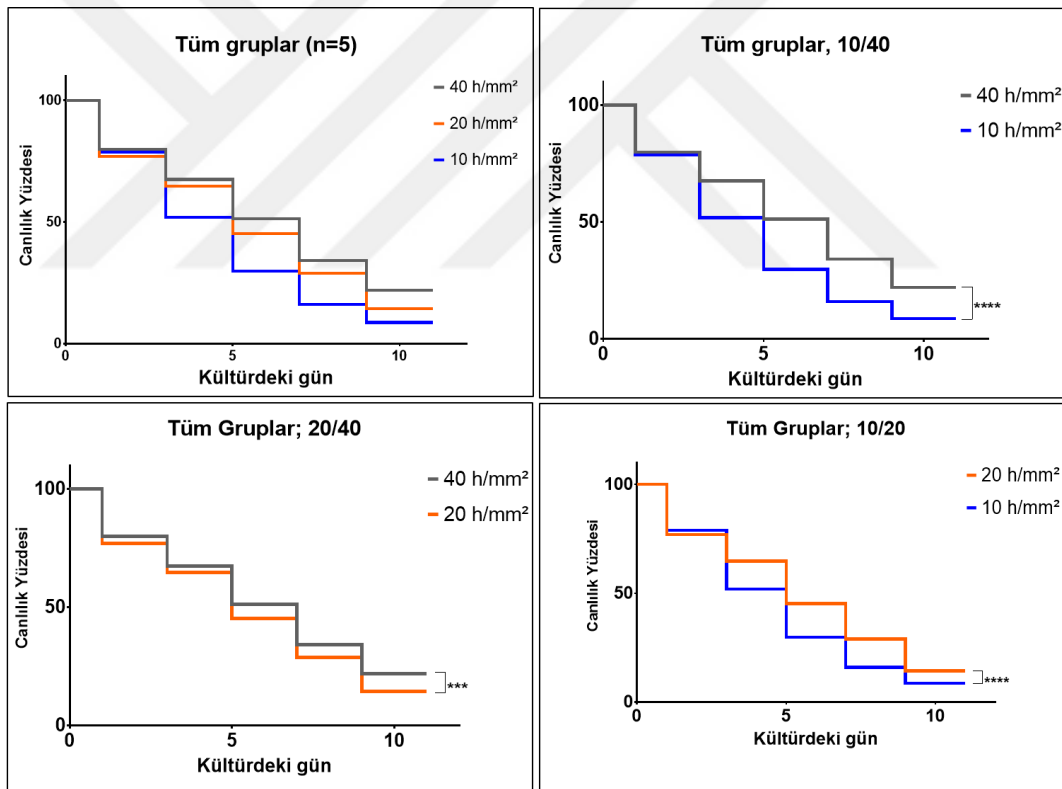 Tüm gruplar (n=5)
40 h/mm²
20 h/mm²
10 h/mm²
Canlılık Yüzdesi
100
50
0
0
5
10
Kültürdeki gün
Tüm gruplar, 10/40
40 h/mm²
10 h/mm²
Canlılık Yüzdesi
100
50
0
0
5
10
****
Kültürdeki gün
Tüm Gruplar; 20/40
40 h/mm²
20 h/mm²
Canlılık Yüzdesi
100
50
0
0
5
10
***
Kültürdeki gün
Tüm Gruplar; 10/20
20 h/mm²
10 h/mm²
Canlılık Yüzdesi
100
50
0
0
5
10
****
Kültürdeki gün